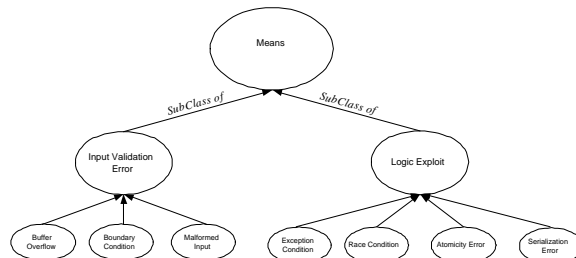 Means
SubClass of
SubClass of
Input Validation
Error
Logic Exploit
Buffer
Overflow
Boundary
Condition
Malformed
Input
Exception
Condition
Race Condition
Atomicity Error
Serialization
Error